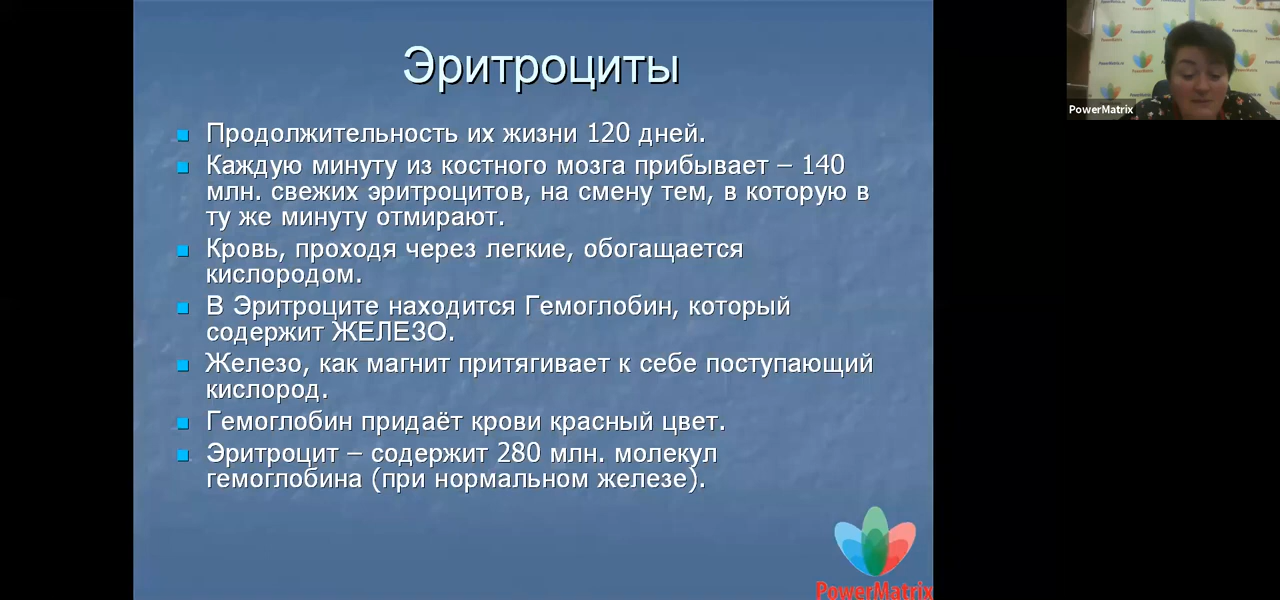 Эритроциты
Продолжительность их жизни 120 дней.
Каждую минуту из костного мозга прибывает – 140
млн. свежих эритроцитов, на смену тем, в которую в
ту же минуту отмирают.
Кровь, проходя через легкие, обогащается
кислородом.
В Эритроците находится Гемоглобин, который
содержит ЖЕЛЕЗО.
Железо, как магнит притягивает к себе поступающий
кислород.
Гемоглобин придаёт крови красный цвет.
Эритроцит – содержит 280 млн. молекул
гемоглобина (при нормальном железе).
PowerMatrix
PowerMatrix